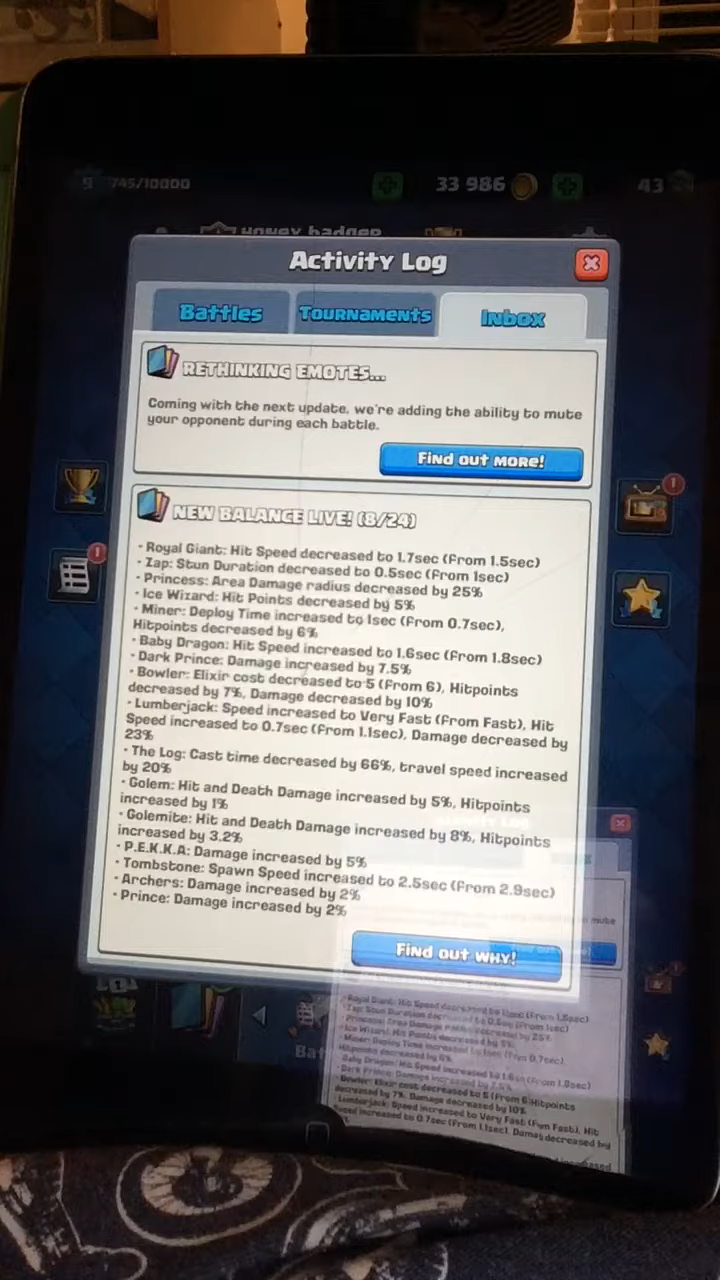 9 745/10000 33 986 43
Honey badger
Activity Log
Battles Tournaments Inbox
RETHINKING EMOTES...
Coming with the next update, we're adding the ability to mute
your opponent during each battle.
Find out more!
NEW BALANCE LIVE! (8/24)
· Royal Giant: Hit Speed decreased to 1.7sec (from 1.5sec)
· Zap: Stun Duration decreased to 0.5sec (from 1sec)
· Princess: Area Damage radius decreased by 25%
· Ice Wizard: Hit Points decreased by 5%
· Miner: Deploy Time increased to 1sec (from 0.7sec),
Hitpoints decreased by 6%
· Baby Dragon: Hit Speed increased to 1.6sec (from 1.8sec)
· Dark Prince: Damage increased by 7.5%
· Bowler: Elixir cost decreased to 5 (from 6), Hitpoints
decreased by 7%, Damage decreased by 10%
· Lumberjack: Speed increased to Very Fast (from Fast), Hit
Speed increased to 0.7sec (from 1.1sec), Damage decreased by
23%
· The Log: Cast time decreased by 66%, travel speed increased
by 20%
· Golem: Hit and Death Damage increased by 5%, Hitpoints
increased by 1%
· Golemite: Hit and Death Damage increased by 8%, Hitpoints
increased by 3.2%
· P.E.K.K.A: Damage increased by 5%
· Tombstone: Spawn Speed increased to 2.5sec (from 2.9sec)
· Archers: Damage increased by 2%
· Prince: Damage increased by 2%
Find out why!
Bat